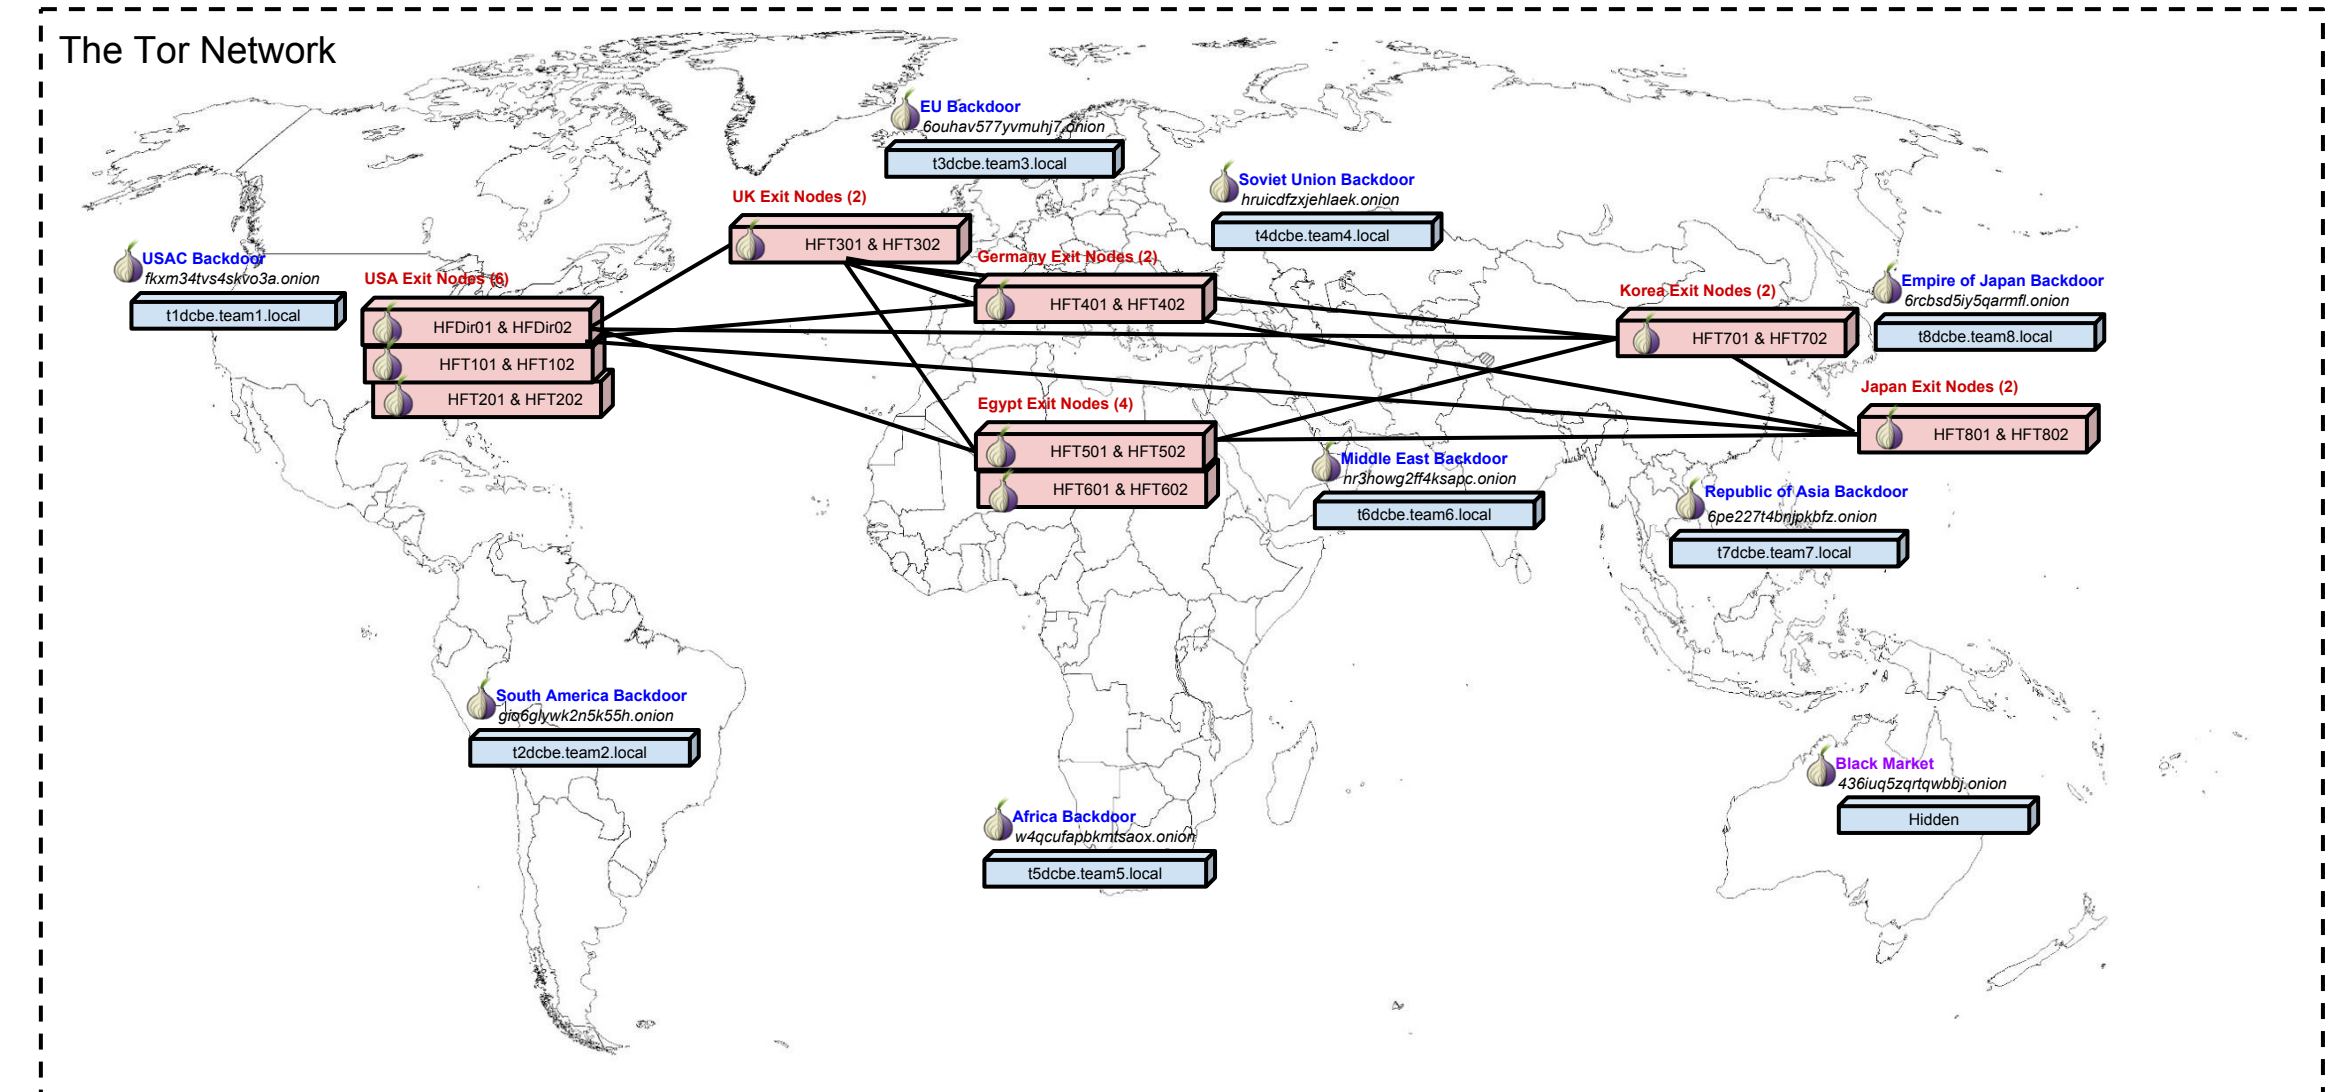 The Tor Network
EU Backdoor
6ouhav577yvmuhj7.onion
t3dcbe.team3.local
Soviet Union Backdoor
hruicdfzxjehlaek.onion
t4dcbe.team4.local
UK Exit Nodes (2)
HFT301 & HFT302
USAC Backdoor
fkxm34tvs4skvo3a.onion
t1dcbe.team1.local
USA Exit Nodes (6)
HFDir01 & HFDir02
HFT101 & HFT102
HFT201 & HFT202
Germany Exit Nodes (2)
HFT401 & HFT402
Korea Exit Nodes (2)
HFT701 & HFT702
Empire of Japan Backdoor
6rcbsd5iy5qarmfl.onion
t8dcbe.team8.local
Japan Exit Nodes (2)
HFT801 & HFT802
Egypt Exit Nodes (4)
HFT501 & HFT502
HFT601 & HFT602
Middle East Backdoor
nr3howg2ff4ksapc.onion
t6dcbe.team6.local
Republic of Asia Backdoor
6pe227t4bnjpkbfz.onion
t7dcbe.team7.local
South America Backdoor
gio6glywk2n5k55h.onion
t2dcbe.team2.local
Black Market
436iuq5zqrtqwbbj.onion
Hidden
Africa Backdoor
w4qcufapbkmtsaox.onion
t5dcbe.team5.local